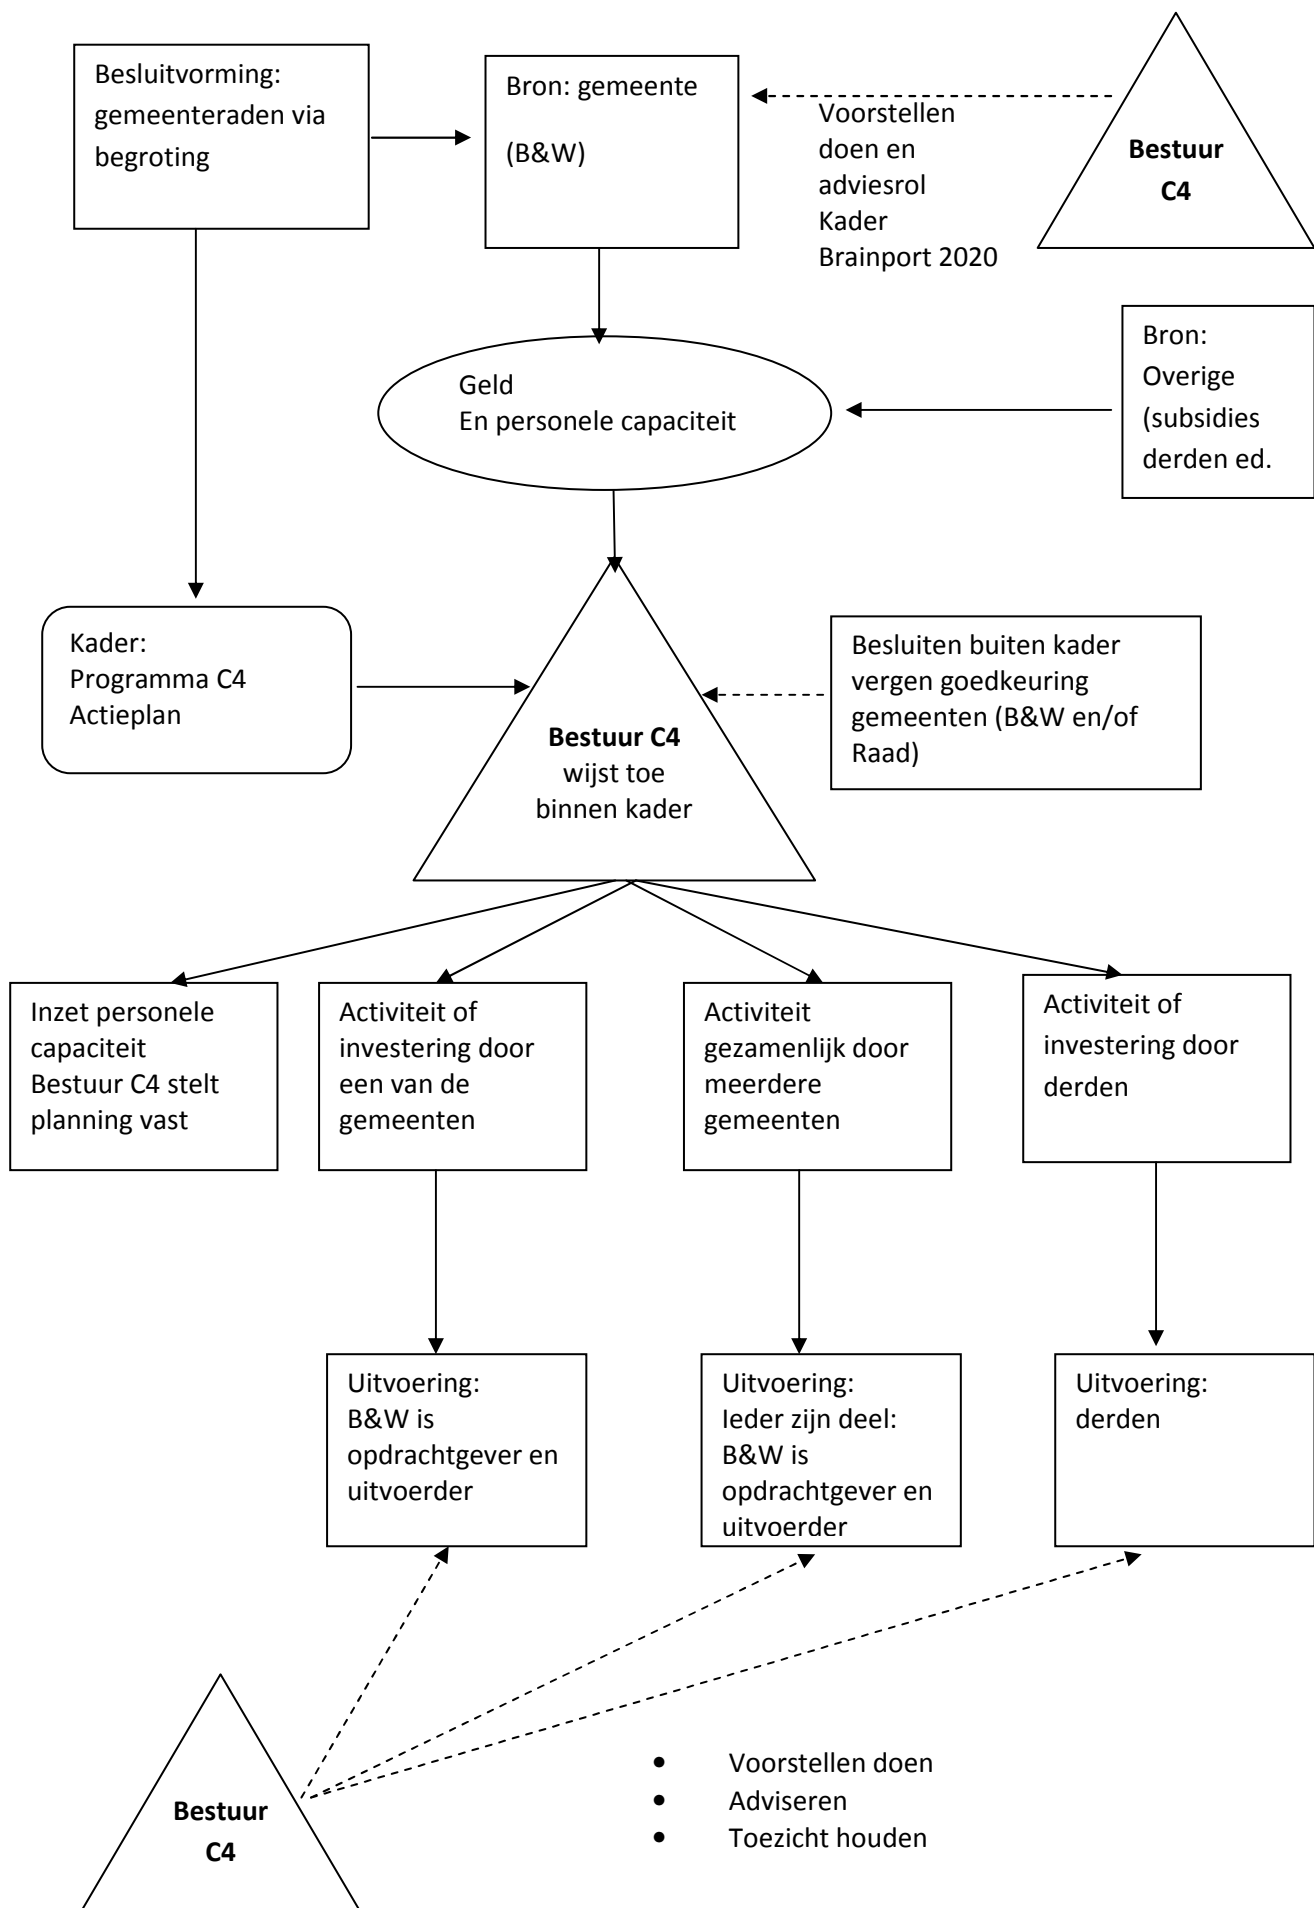 Besluitvorming:
gemeenteraden via
begroting
Bron: gemeente
(B&W)
Voorstellen
doen en
adviesrol
Kader
Brainport 2020
Bestuur
C4
Bron:
Overige
(subsidies
derden ed.
Geld
En personele capaciteit
Kader:
Programma C4
Actieplan
Bestuur C4
wijst toe
binnen kader
Besluiten buiten kader
vergen goedkeuring
gemeenten (B&W en/of
Raad)
Inzet personele
capaciteit
Bestuur C4 stelt
planning vast
Activiteit of
investering door
een van de
gemeenten
Activiteit
gezamenlijk door
meerdere
gemeenten
Activiteit of
investering door
derden
Uitvoering:
B&W is
opdrachtgever en
uitvoerder
Uitvoering:
Ieder zijn deel:
B&W is
opdrachtgever en
uitvoerder
Uitvoering:
derden
Bestuur
C4
• Voorstellen doen
• Adviseren
• Toezicht houden